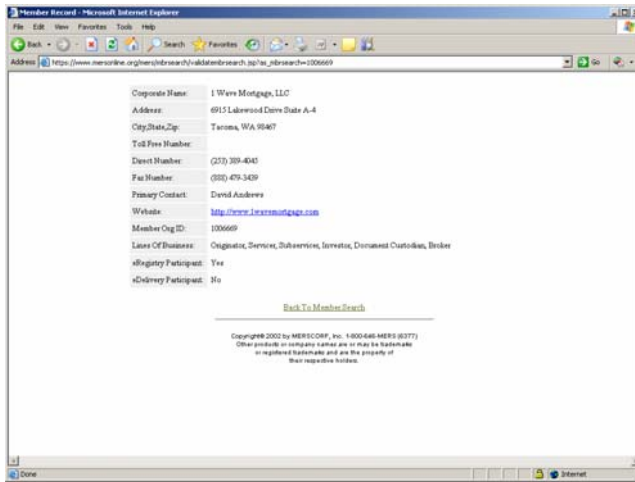 Member Record - Microsoft Internet Explorer
File Edit View Favorites Tools Help
Back Search Favorites
Address https://www.mersonline.org/mers/mbrsearch/validatembrsearch.jsp?as_mbrsearch=1006669 Go
Corporate Name: 1 Wave Mortgage, LLC
Address: 6915 Lakewood Drive Suite A-4
City,State,Zip: Tacoma, WA 98467
Toll Free Number:
Direct Number: (253) 389-4045
Fax Number: (888) 479-3439
Primary Contact: David Andrews
Website: http://www.1wavemortgage.com
Member Org ID: 1006669
Lines Of Business: Originator, Servicer, Subservicer, Investor, Document Custodian, Broker
eRegistry Participant: Yes
eDelivery Participant: No
Back To Member Search
Copyright® 2002 by MERSCORP, Inc. 1-800-646-MERS (6377)
Other products or company names are or may be trademarks
or registered trademarks and are the property of
their respective holders.
Done Internet